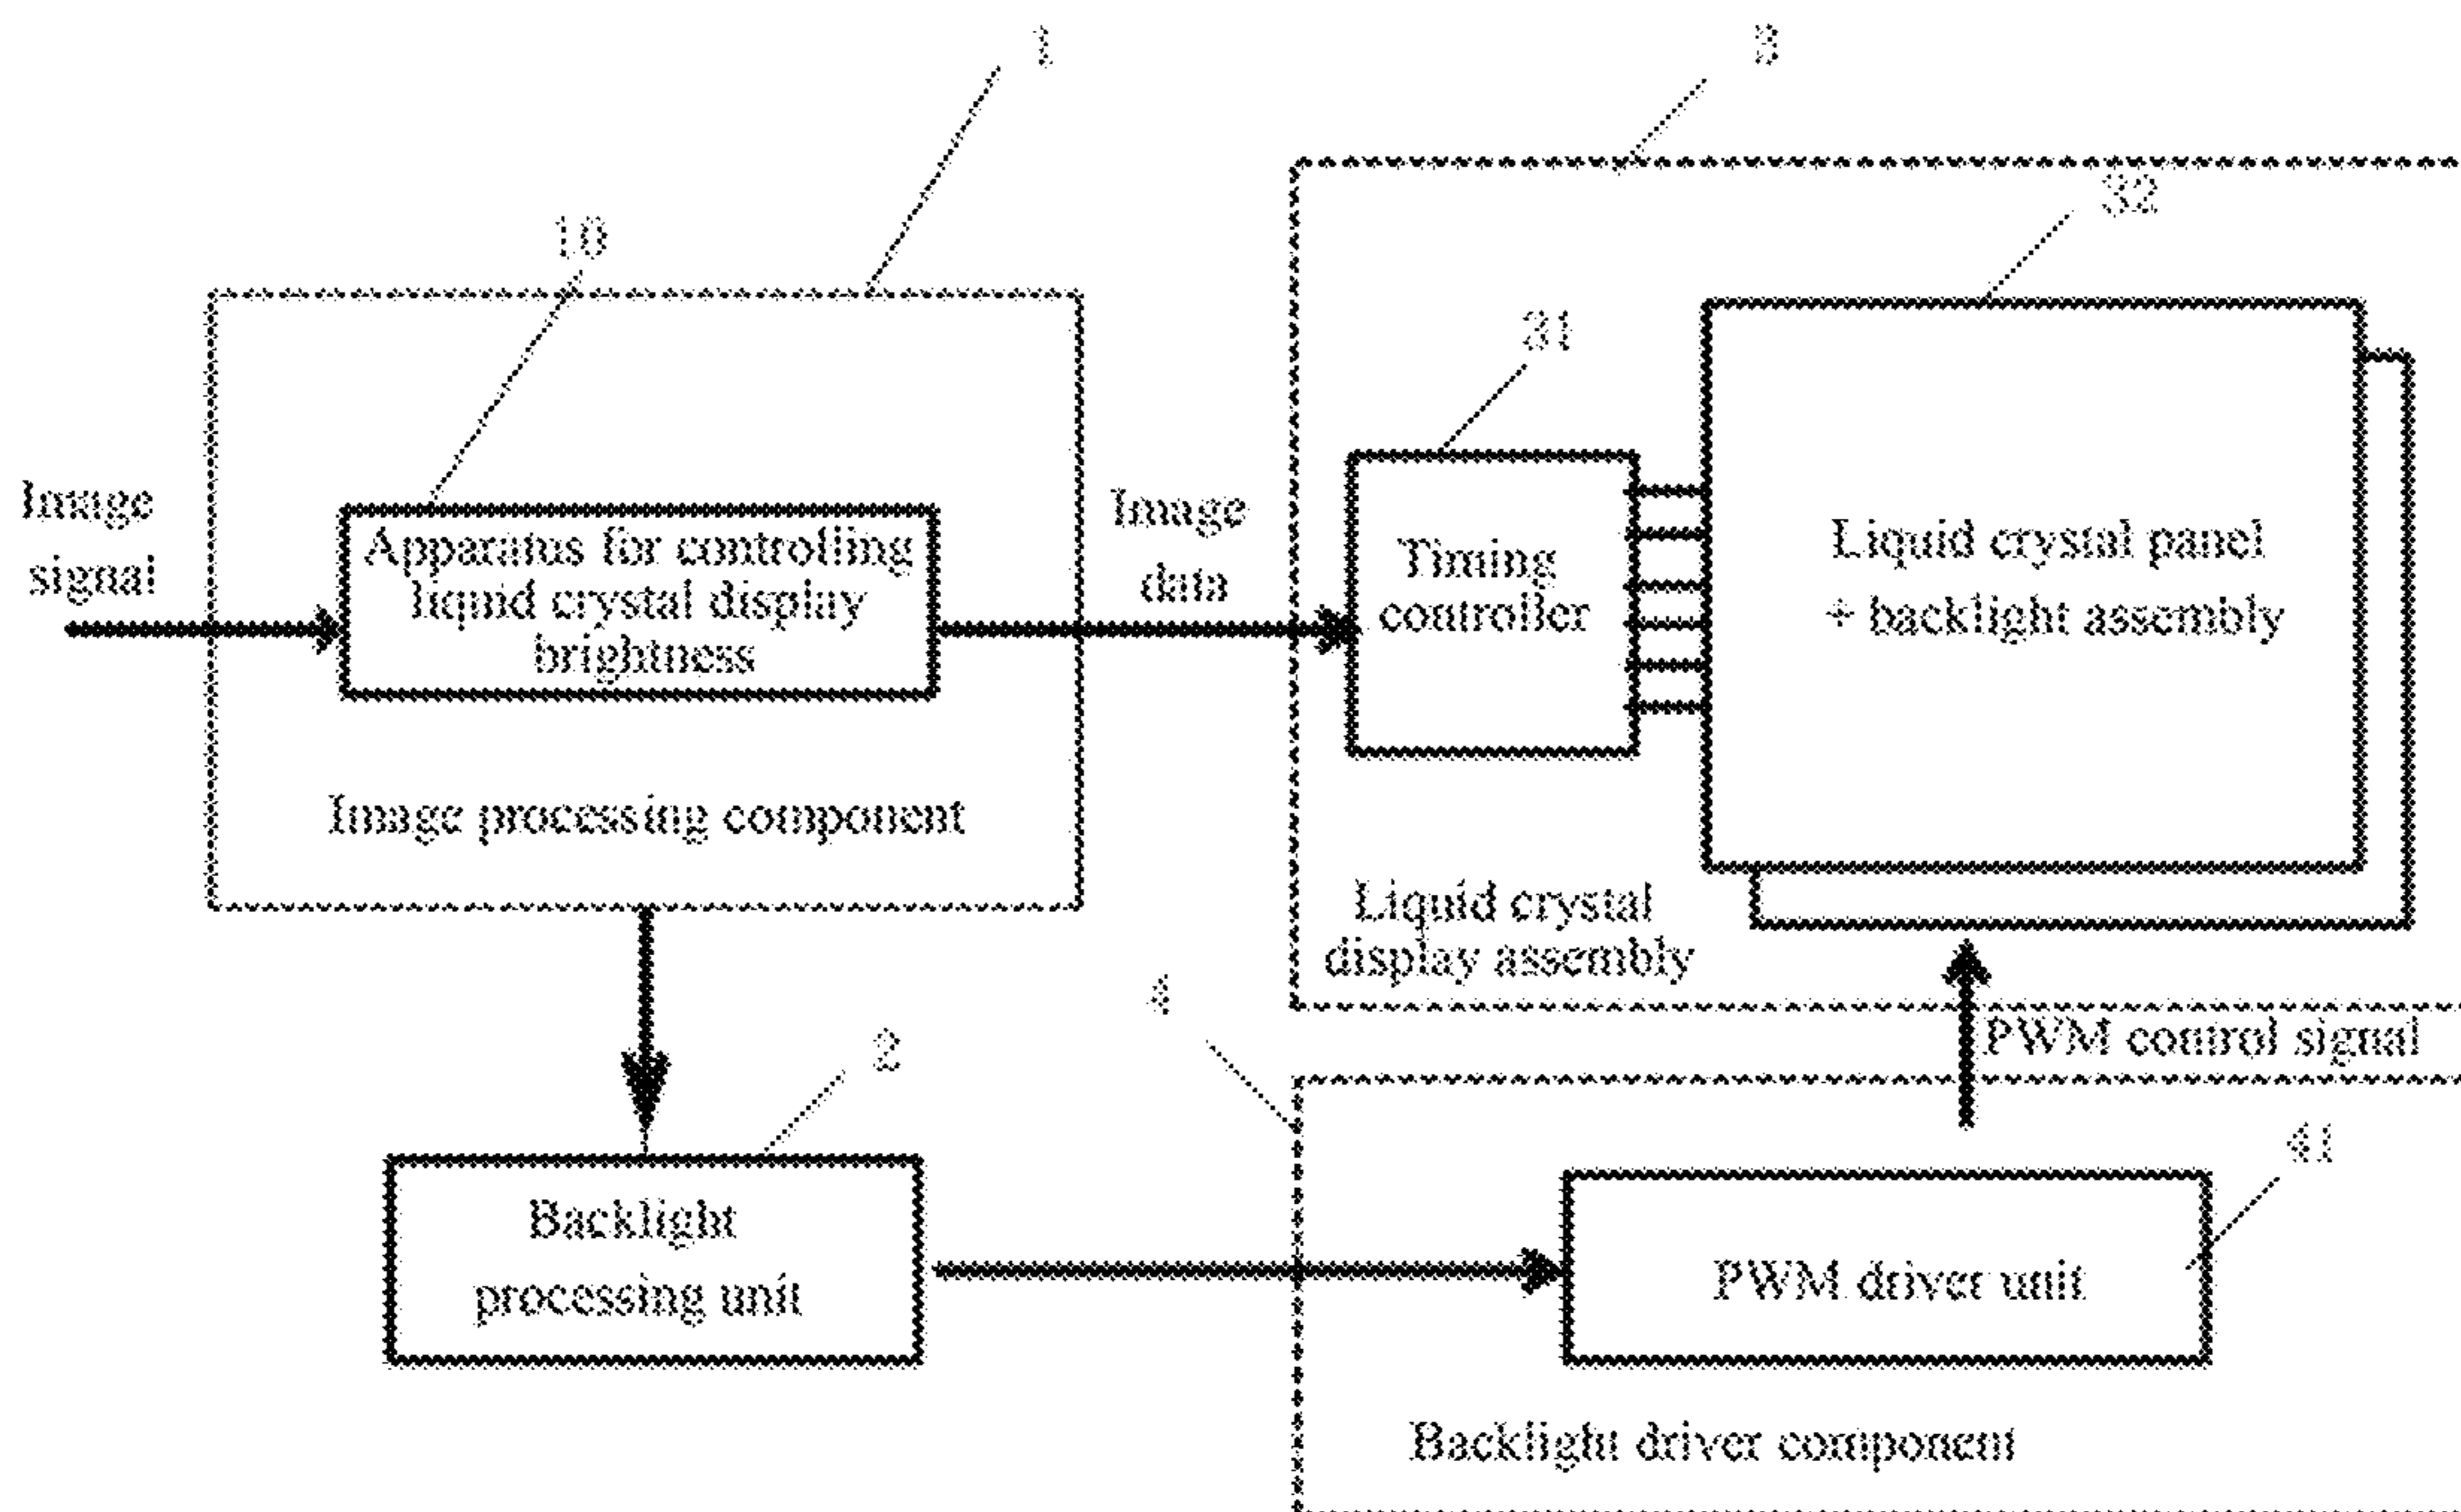 1
3
32
10
31
Image
signal
Apparatus for controlling
liquid crystal display
brightness
Image
data
Timing
controller
Liquid crystal panel
+ backlight assembly
Image processing component
Liquid crystal
display assembly
4
PWM control signal
2
41
Backlight
processing unit
PWM driver unit
Backlight driver component